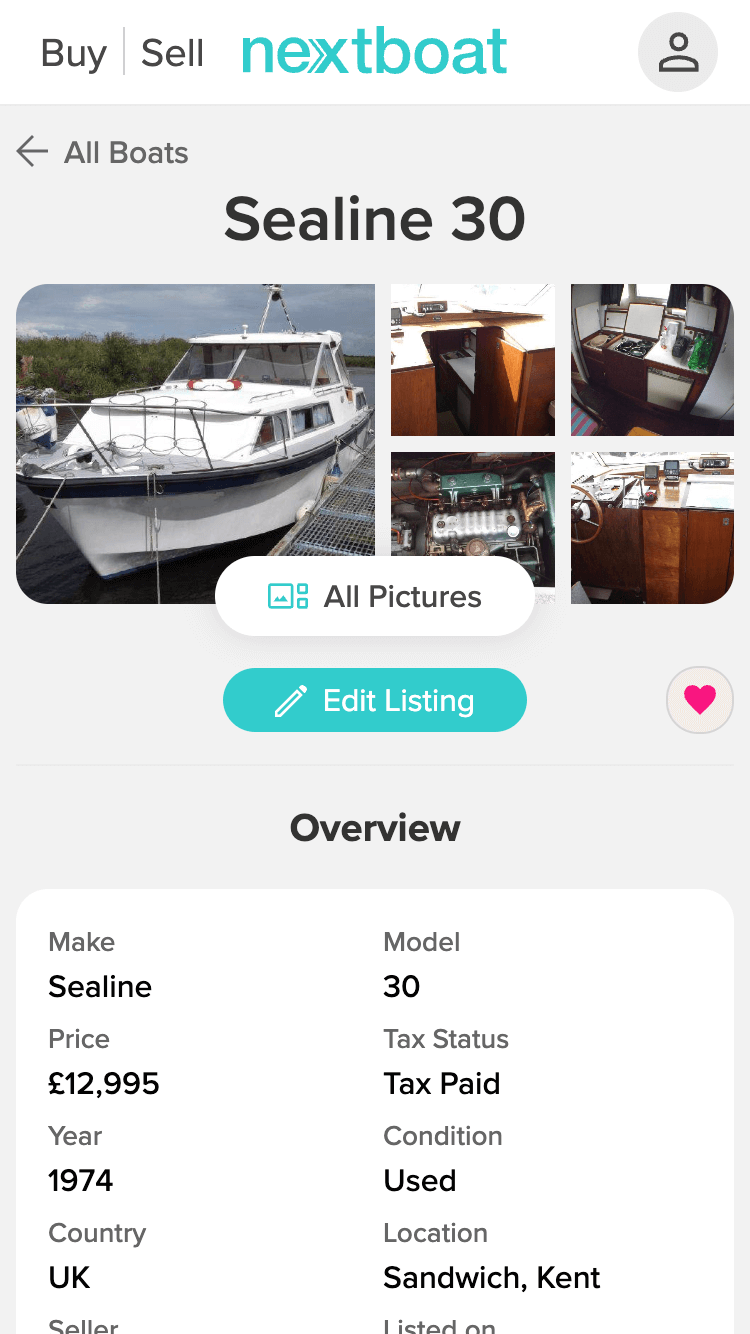 Buy Sell nextboat
All Boats
Sealine 30
All Pictures
Edit Listing
Overview
Make Model
Sealine 30
Price Tax Status
£12,995 Tax Paid
Year Condition
1974 Used
Country Location
UK Sandwich, Kent
Seller Listed on